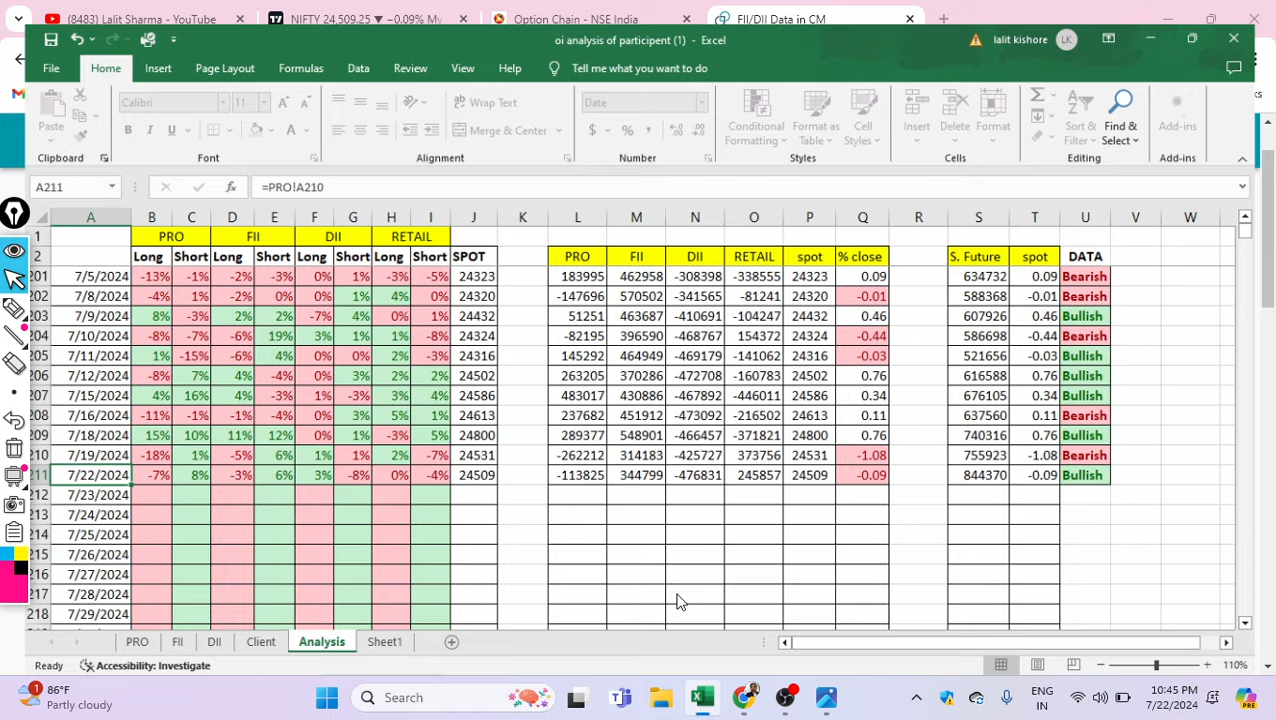 (8483) Lalit Sharma - YouTube NIFTY 24,509.25 ▼ −0.09% My Option Chain - NSE India FII/DII Data in CM
oi analysis of participent (1) - Excel lalit kishore LK
File Home Insert Page Layout Formulas Data Review View Help Tell me what you want to do
Calibri 11 Wrap Text Date
Paste B I U Merge & Center $ % Conditional Formatting Format as Table Cell Styles Insert Delete Format Sort & Filter Find & Select Add-ins
Clipboard Font Alignment Number Styles Cells Editing Add-ins
A211 fx =PRO!A210
A B C D E F G H I J K L M N O P Q R S T U V W
1 PRO FII DII RETAIL
2 Long Short Long Short Long Short Long Short SPOT PRO FII DII RETAIL spot % close S. Future spot DATA
201 7/5/2024 -13% -1% -2% -3% 0% 1% -3% -5% 24323 183995 462958 -308398 -338555 24323 0.09 634732 0.09 Bearish
202 7/8/2024 -4% 1% -2% 0% 0% 1% 4% 0% 24320 -147696 570502 -341565 -81241 24320 -0.01 588368 -0.01 Bearish
203 7/9/2024 8% -3% 2% 2% -7% 4% 0% 1% 24432 51251 463687 -410691 -104247 24432 0.46 607926 0.46 Bullish
204 7/10/2024 -8% -7% -6% 19% 3% 1% 1% -8% 24324 -82195 396590 -468767 154372 24324 -0.44 586698 -0.44 Bearish
205 7/11/2024 1% -15% -6% 4% 0% 0% 2% -3% 24316 145292 464949 -469179 -141062 24316 -0.03 521656 -0.03 Bullish
206 7/12/2024 -8% 7% 4% -4% 0% 3% 2% 2% 24502 263205 370286 -472708 -160783 24502 0.76 616588 0.76 Bullish
207 7/15/2024 4% 16% 4% -3% 1% -3% 3% 4% 24586 483017 430886 -467892 -446011 24586 0.34 676105 0.34 Bullish
208 7/16/2024 -11% -1% -1% -4% 0% 3% 5% 1% 24613 237682 451912 -473092 -216502 24613 0.11 637560 0.11 Bearish
209 7/18/2024 15% 10% 11% 12% 0% 1% -3% 5% 24800 289377 548901 -466457 -371821 24800 0.76 740316 0.76 Bullish
210 7/19/2024 -18% 1% -5% 6% 1% 1% 2% -7% 24531 -262212 314183 -425727 373756 24531 -1.08 755923 -1.08 Bearish
211 7/22/2024 -7% 8% -3% 6% 3% -8% 0% -4% 24509 -113825 344799 -476831 245857 24509 -0.09 844370 -0.09 Bullish
212 7/23/2024
213 7/24/2024
214 7/25/2024
215 7/26/2024
216 7/27/2024
217 7/28/2024
218 7/29/2024
PRO FII DII Client Analysis Sheet1
Ready Accessibility: Investigate 110%
1 86°F Partly cloudy Search ENG IN 10:45 PM 7/22/2024